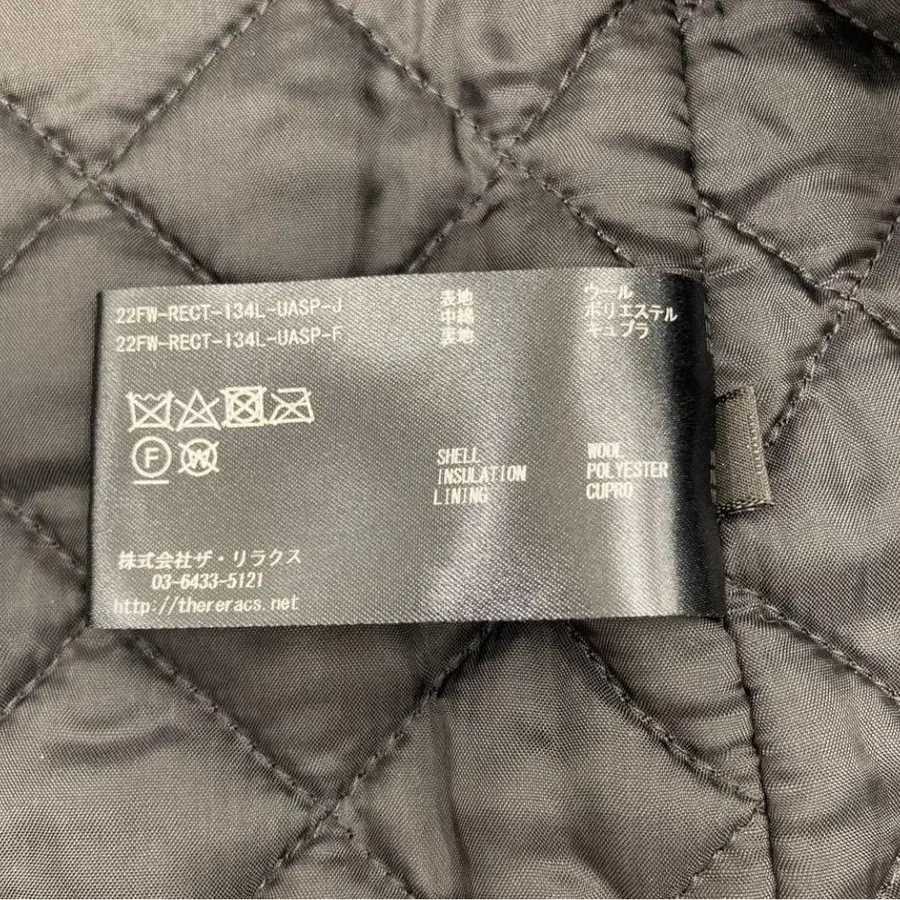 22FW-RECT-134L-UASP-J
22FW-RECT-134L-UASP-F
表地 ウール
中綿 ポリエステル
裏地 キュプラ
F
W
SHELL WOOL
INSULATION POLYESTER
LINING CUPRO
株式会社ザ・リラクス
03-6433-5121
http://thereracs.net